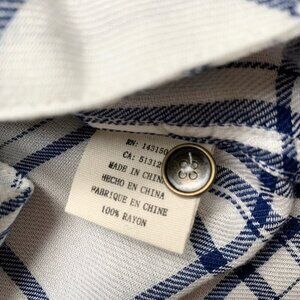 RN: 143150
CA: 51312
MADE IN CHINA
HECHO EN CHINA
FABRIQUE EN CHINE
100% RAYON